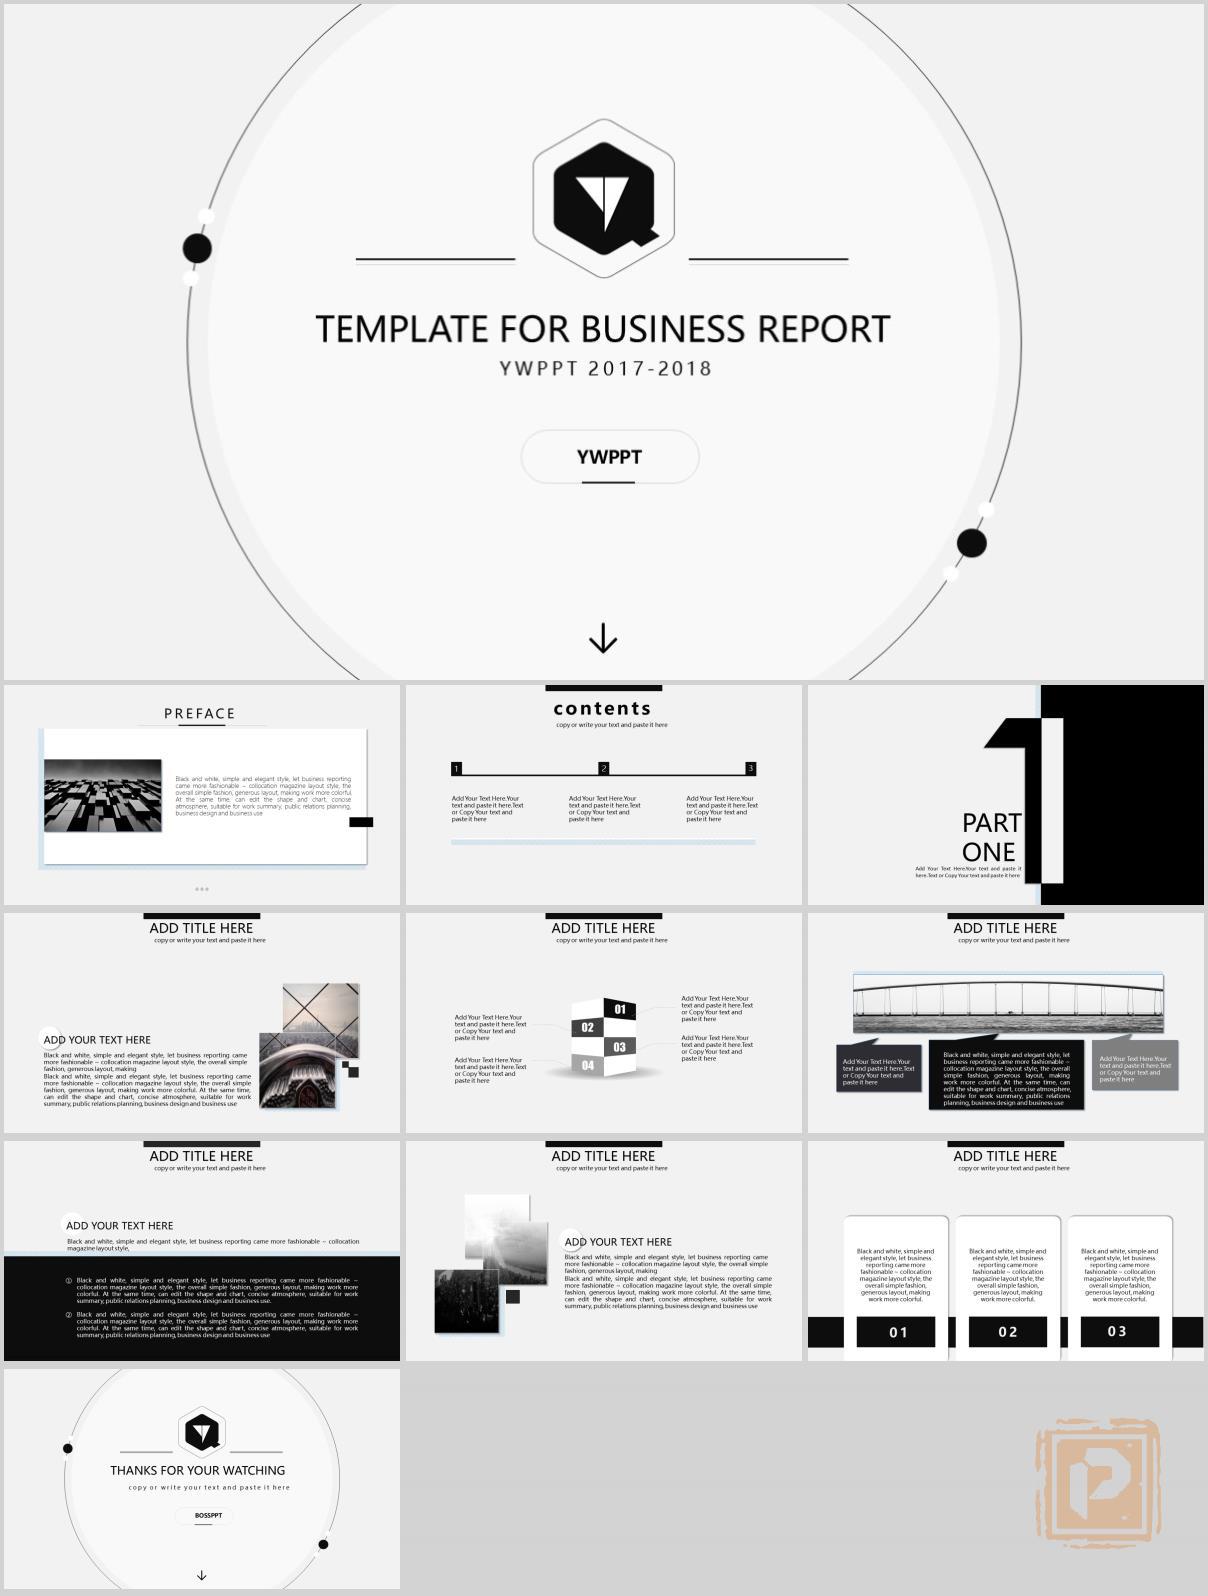 TEMPLATE FOR BUSINESS REPORT
YWPPT 2017-2018
YWPPT
PREFACE
Black and white, simple and elegant style, let business reporting
came more fashionable ~ collocation magazine layout style, the
overall simple fashion, generous layout, making work more colorful
At the same time, can edit the shape and chart, concise
atmosphere, suitable for work summary, public relations planning,
business design and business use
contents
copy or write your text and paste it here
1
2
3
Add Your Text Here.Your
text and paste it here.Text
or Copy Your text and
paste it here
Add Your Text Here.Your
text and paste it here.Text
or Copy Your text and
paste it here
Add Your Text Here.Your
text and paste it here.Text
or Copy Your text and
paste it here
1
PART
ONE
Add Your Text Here.Your text and paste it
here.Text or Copy Your text and paste it here
ADD TITLE HERE
copy or write your text and paste it here
ADD YOUR TEXT HERE
Black and white, simple and elegant style, let business reporting came
more fashionable ~ collocation magazine layout style, the overall simple
fashion, generous layout, making
Black and white, simple and elegant style, let business reporting came
more fashionable ~ collocation magazine layout style, the overall simple
fashion, generous layout, making work more colorful. At the same time,
can edit the shape and chart, concise atmosphere, suitable for work
summary, public relations planning, business design and business use
ADD TITLE HERE
copy or write your text and paste it here
Add Your Text Here.Your
text and paste it here.Text
or Copy Your text and
paste it here
Add Your Text Here.Your
text and paste it here.Text
or Copy Your text and
paste it here
01
02
03
04
Add Your Text Here.Your
text and paste it here.Text
or Copy Your text and
paste it here
Add Your Text Here.Your
text and paste it here.Text
or Copy Your text and
paste it here
ADD TITLE HERE
copy or write your text and paste it here
Add Your Text Here.Your
text and paste it here.Text
or Copy Your text and
paste it here
Black and white, simple and elegant style, let
business reporting came more fashionable ~
collocation magazine layout style, the overall
simple fashion, generous layout, making
work more colorful. At the same time, can
edit the shape and chart, concise atmosphere,
suitable for work summary, public relations
planning, business design and business use
Add Your Text Here.Your
text and paste it here.Text
or Copy Your text and
paste it here
ADD TITLE HERE
copy or write your text and paste it here
ADD YOUR TEXT HERE
Black and white, simple and elegant style, let business reporting came more fashionable ~ collocation
magazine layout style,
① Black and white, simple and elegant style, let business reporting came more fashionable ~
collocation magazine layout style, the overall simple fashion, generous layout, making work more
colorful. At the same time, can edit the shape and chart, concise atmosphere, suitable for work
summary, public relations planning, business design and business use.
② Black and white, simple and elegant style, let business reporting came more fashionable ~
collocation magazine layout style, the overall simple fashion, generous layout, making work more
colorful. At the same time, can edit the shape and chart, concise atmosphere, suitable for work
summary, public relations planning, business design and business use
ADD TITLE HERE
copy or write your text and paste it here
ADD YOUR TEXT HERE
Black and white, simple and elegant style, let business reporting came
more fashionable ~ collocation magazine layout style, the overall simple
fashion, generous layout, making
Black and white, simple and elegant style, let business reporting came
more fashionable ~ collocation magazine layout style, the overall simple
fashion, generous layout, making work more colorful. At the same time,
can edit the shape and chart, concise atmosphere, suitable for work
summary, public relations planning, business design and business use
ADD TITLE HERE
copy or write your text and paste it here
Black and white, simple and
elegant style, let business
reporting came more
fashionable ~ collocation
magazine layout style, the
overall simple fashion,
generous layout, making
work more colorful.
01
Black and white, simple and
elegant style, let business
reporting came more
fashionable ~ collocation
magazine layout style, the
overall simple fashion,
generous layout, making
work more colorful.
02
Black and white, simple and
elegant style, let business
reporting came more
fashionable ~ collocation
magazine layout style, the
overall simple fashion,
generous layout, making
work more colorful.
03
THANKS FOR YOUR WATCHING
copy or write your text and paste it here
BOSSPPT
P